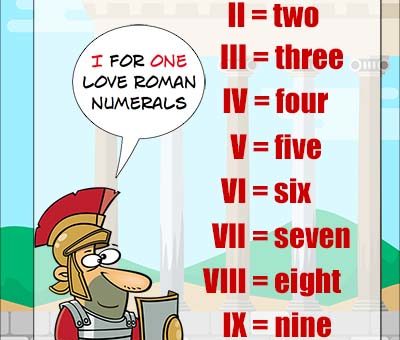 I FOR ONE
LOVE ROMAN
NUMERALS
II = two
III = three
IV = four
V = five
VI = six
VII = seven
VIII = eight
IX = nine